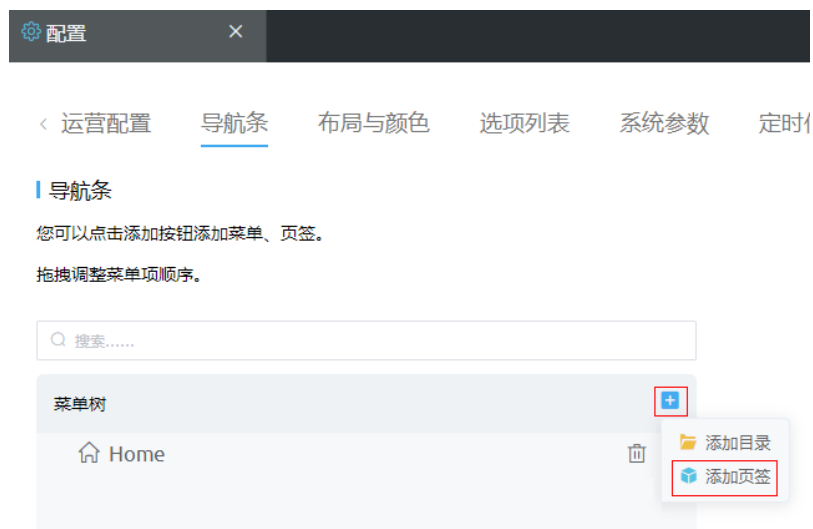 配置
运营配置 导航条 布局与颜色 选项列表 系统参数 定时
导航条
您可以点击添加按钮添加菜单、页签。
拖拽调整菜单项顺序。
搜索......
菜单树
添加目录
Home
添加页签